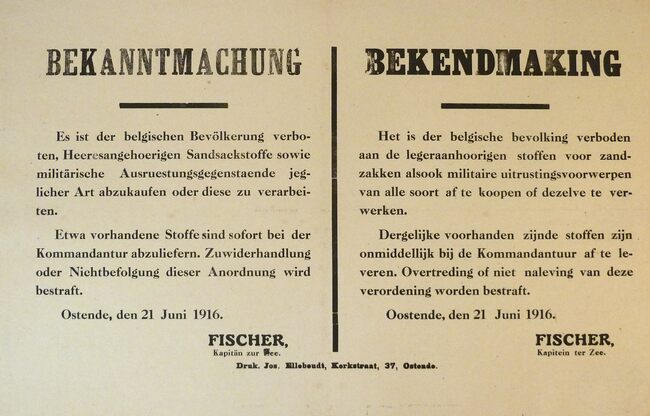 BEKANNTMACHUNG
Es ist der belgischen Bevölkerung verbo-
ten, Heeresangehoerigen Sandsackstoffe sowie
militärische Ausruestungsgegenstaende jeg-
licher Art abzukaufen oder diese zu verarbei-
ten.
Etwa vorhandene Stoffe sind sofort bei der
Kommandantur abzuliefern. Zuwiderhandlung
oder Nichtbefolgung dieser Anordnung wird
bestraft.
Ostende, den 21 Juni 1916.
FISCHER,
Kapitän zur See.
BEKENDMAKING
Het is der belgische bevolking verboden
aan de legeraanhoorigen stoffen voor zand-
zakken alsook militaire uitrustingsvoorwerpen
van alle soort af te koopen of dezelve te ver-
werken.
Dergelijke voorhanden zijnde stoffen zijn
onmiddellijk bij de Kommandantuur af te le-
veren. Overtreding of niet naleving van deze
verordening worden bestraft.
Oostende, den 21 Juni 1916.
FISCHER,
Kapitein ter Zee.
Druk. Jos. Elleboudt, Kerkstraat, 37, Ostende.